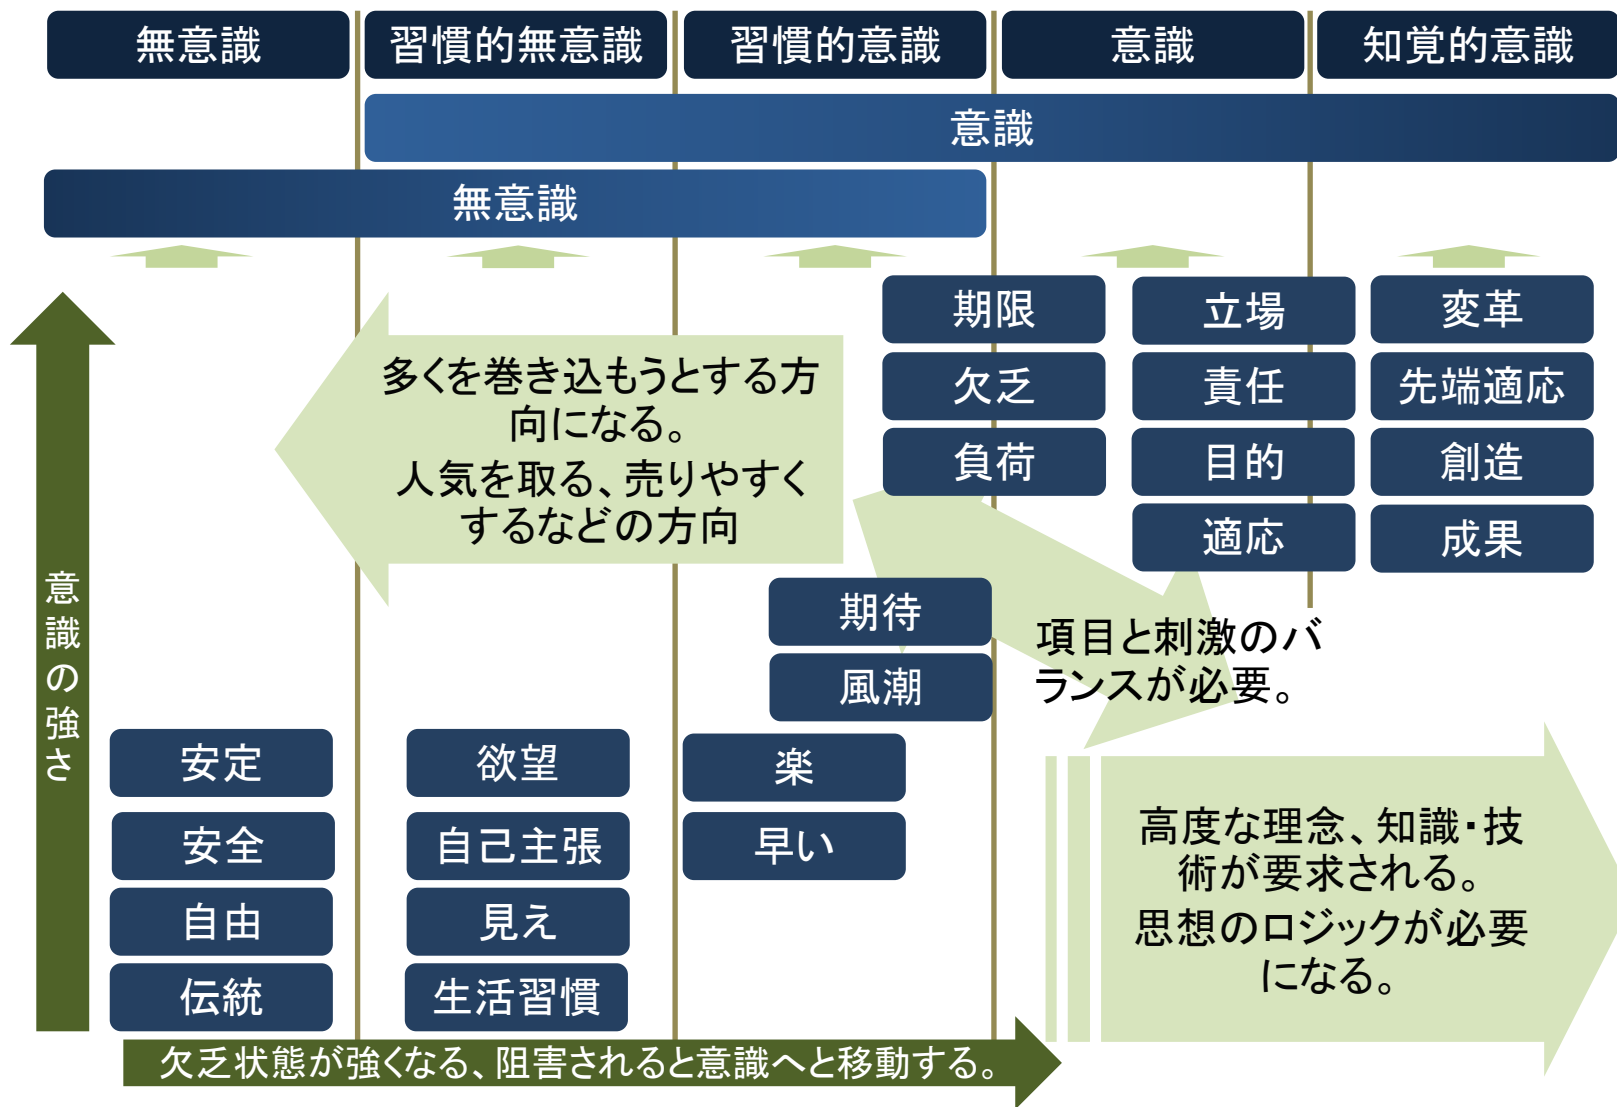 無意識
習慣的無意識
習慣的意識
意識
知覚的意識
意識
無意識
期限
立場
変革
多くを巻き込もうとする方
向になる。
人気を取る、売りやすく
するなどの方向
欠乏
責任
先端適応
負荷
目的
創造
適応
成果
意識の強さ
期待
風潮
項目と刺激のバ
ランスが必要。
安定
欲望
楽
安全
自己主張
早い
自由
見え
伝統
生活習慣
高度な理念、知識・技
術が要求される。
思想のロジックが必要
になる。
欠乏状態が強くなる、阻害されると意識へと移動する。